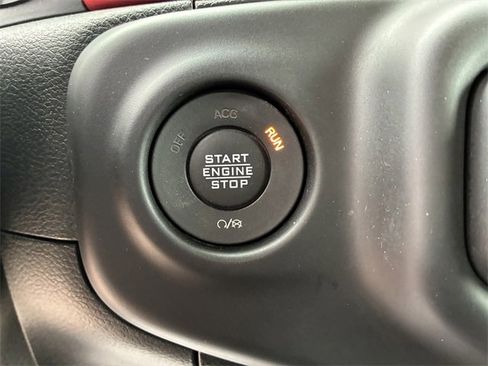 ACC
OFF
RUN
START
ENGINE
STOP